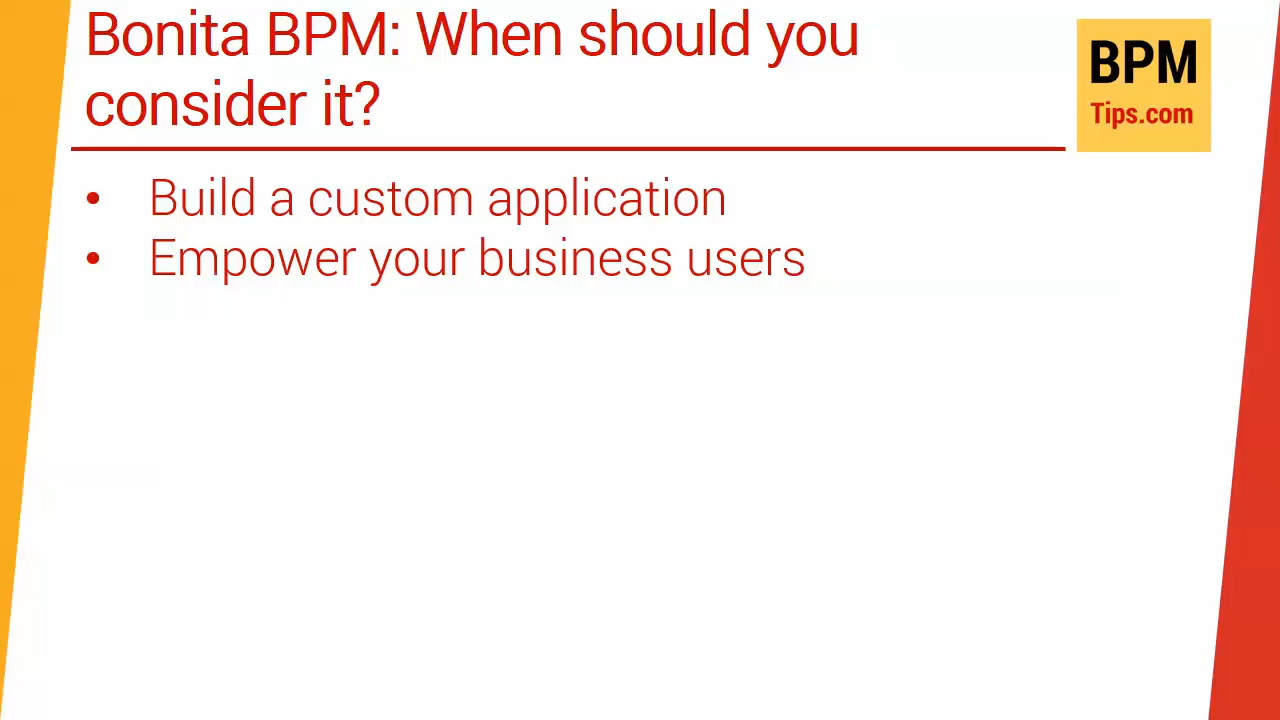 Bonita BPM: When should you
consider it?
BPM
Tips.com
• Build a custom application
• Empower your business users